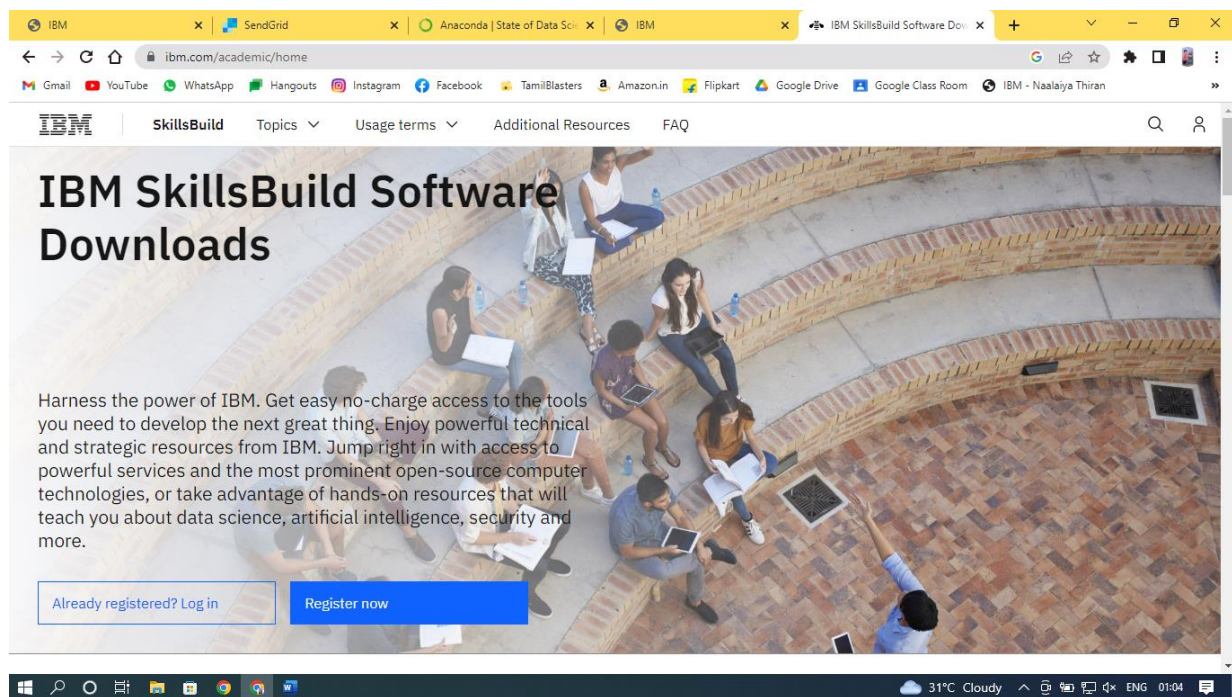 IBM
SendGrid
Anaconda | State of Data Scie
IBM
IBM SkillsBuild Software Dow
ibm.com/academic/home
Gmail YouTube WhatsApp Hangouts Instagram Facebook TamilBlasters Amazon.in Flipkart Google Drive Google Class Room IBM - Naalaiya Thiran »
IBM SkillsBuild Topics Usage terms Additional Resources FAQ
IBM SkillsBuild Software
Downloads
Harness the power of IBM. Get easy no-charge access to the tools
you need to develop the next great thing. Enjoy powerful technical
and strategic resources from IBM. Jump right in with access to
powerful services and the most prominent open-source computer
technologies, or take advantage of hands-on resources that will
teach you about data science, artificial intelligence, security and
more.
Already registered? Log in
Register now
31°C Cloudy ENG 01:04